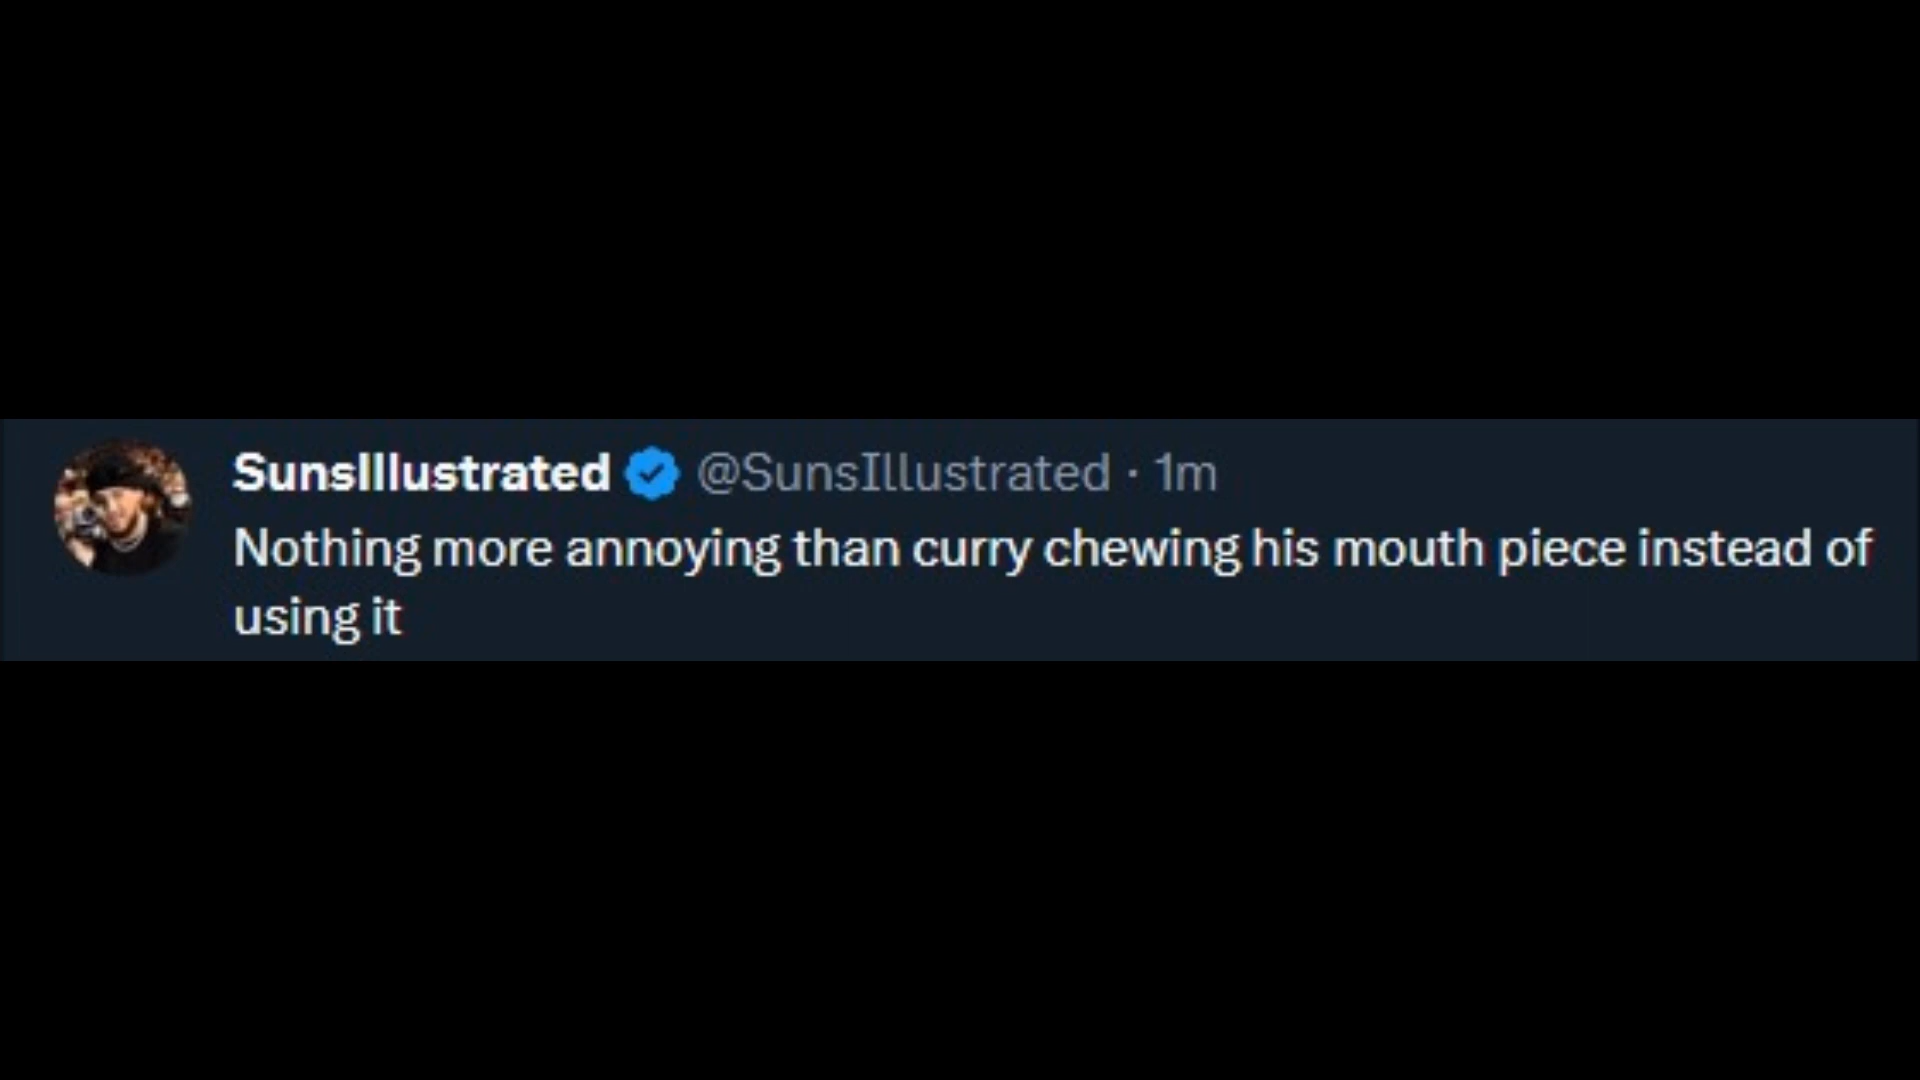 SunsIllustrated @SunsIllustrated · 1m
Nothing more annoying than curry chewing his mouth piece instead of
using it